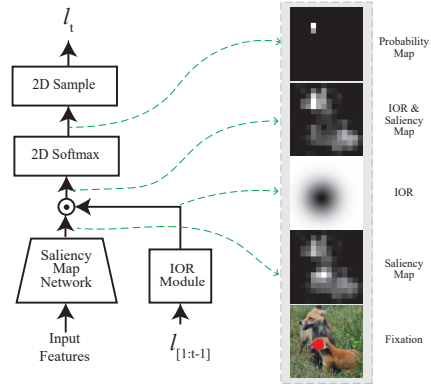 l_t
2D Sample
2D Softmax
Saliency
Map
Network
IOR
Module
Input
Features
l_[1:t-1]
Probability
Map
IOR &
Saliency
Map
IOR
Saliency
Map
Fixation